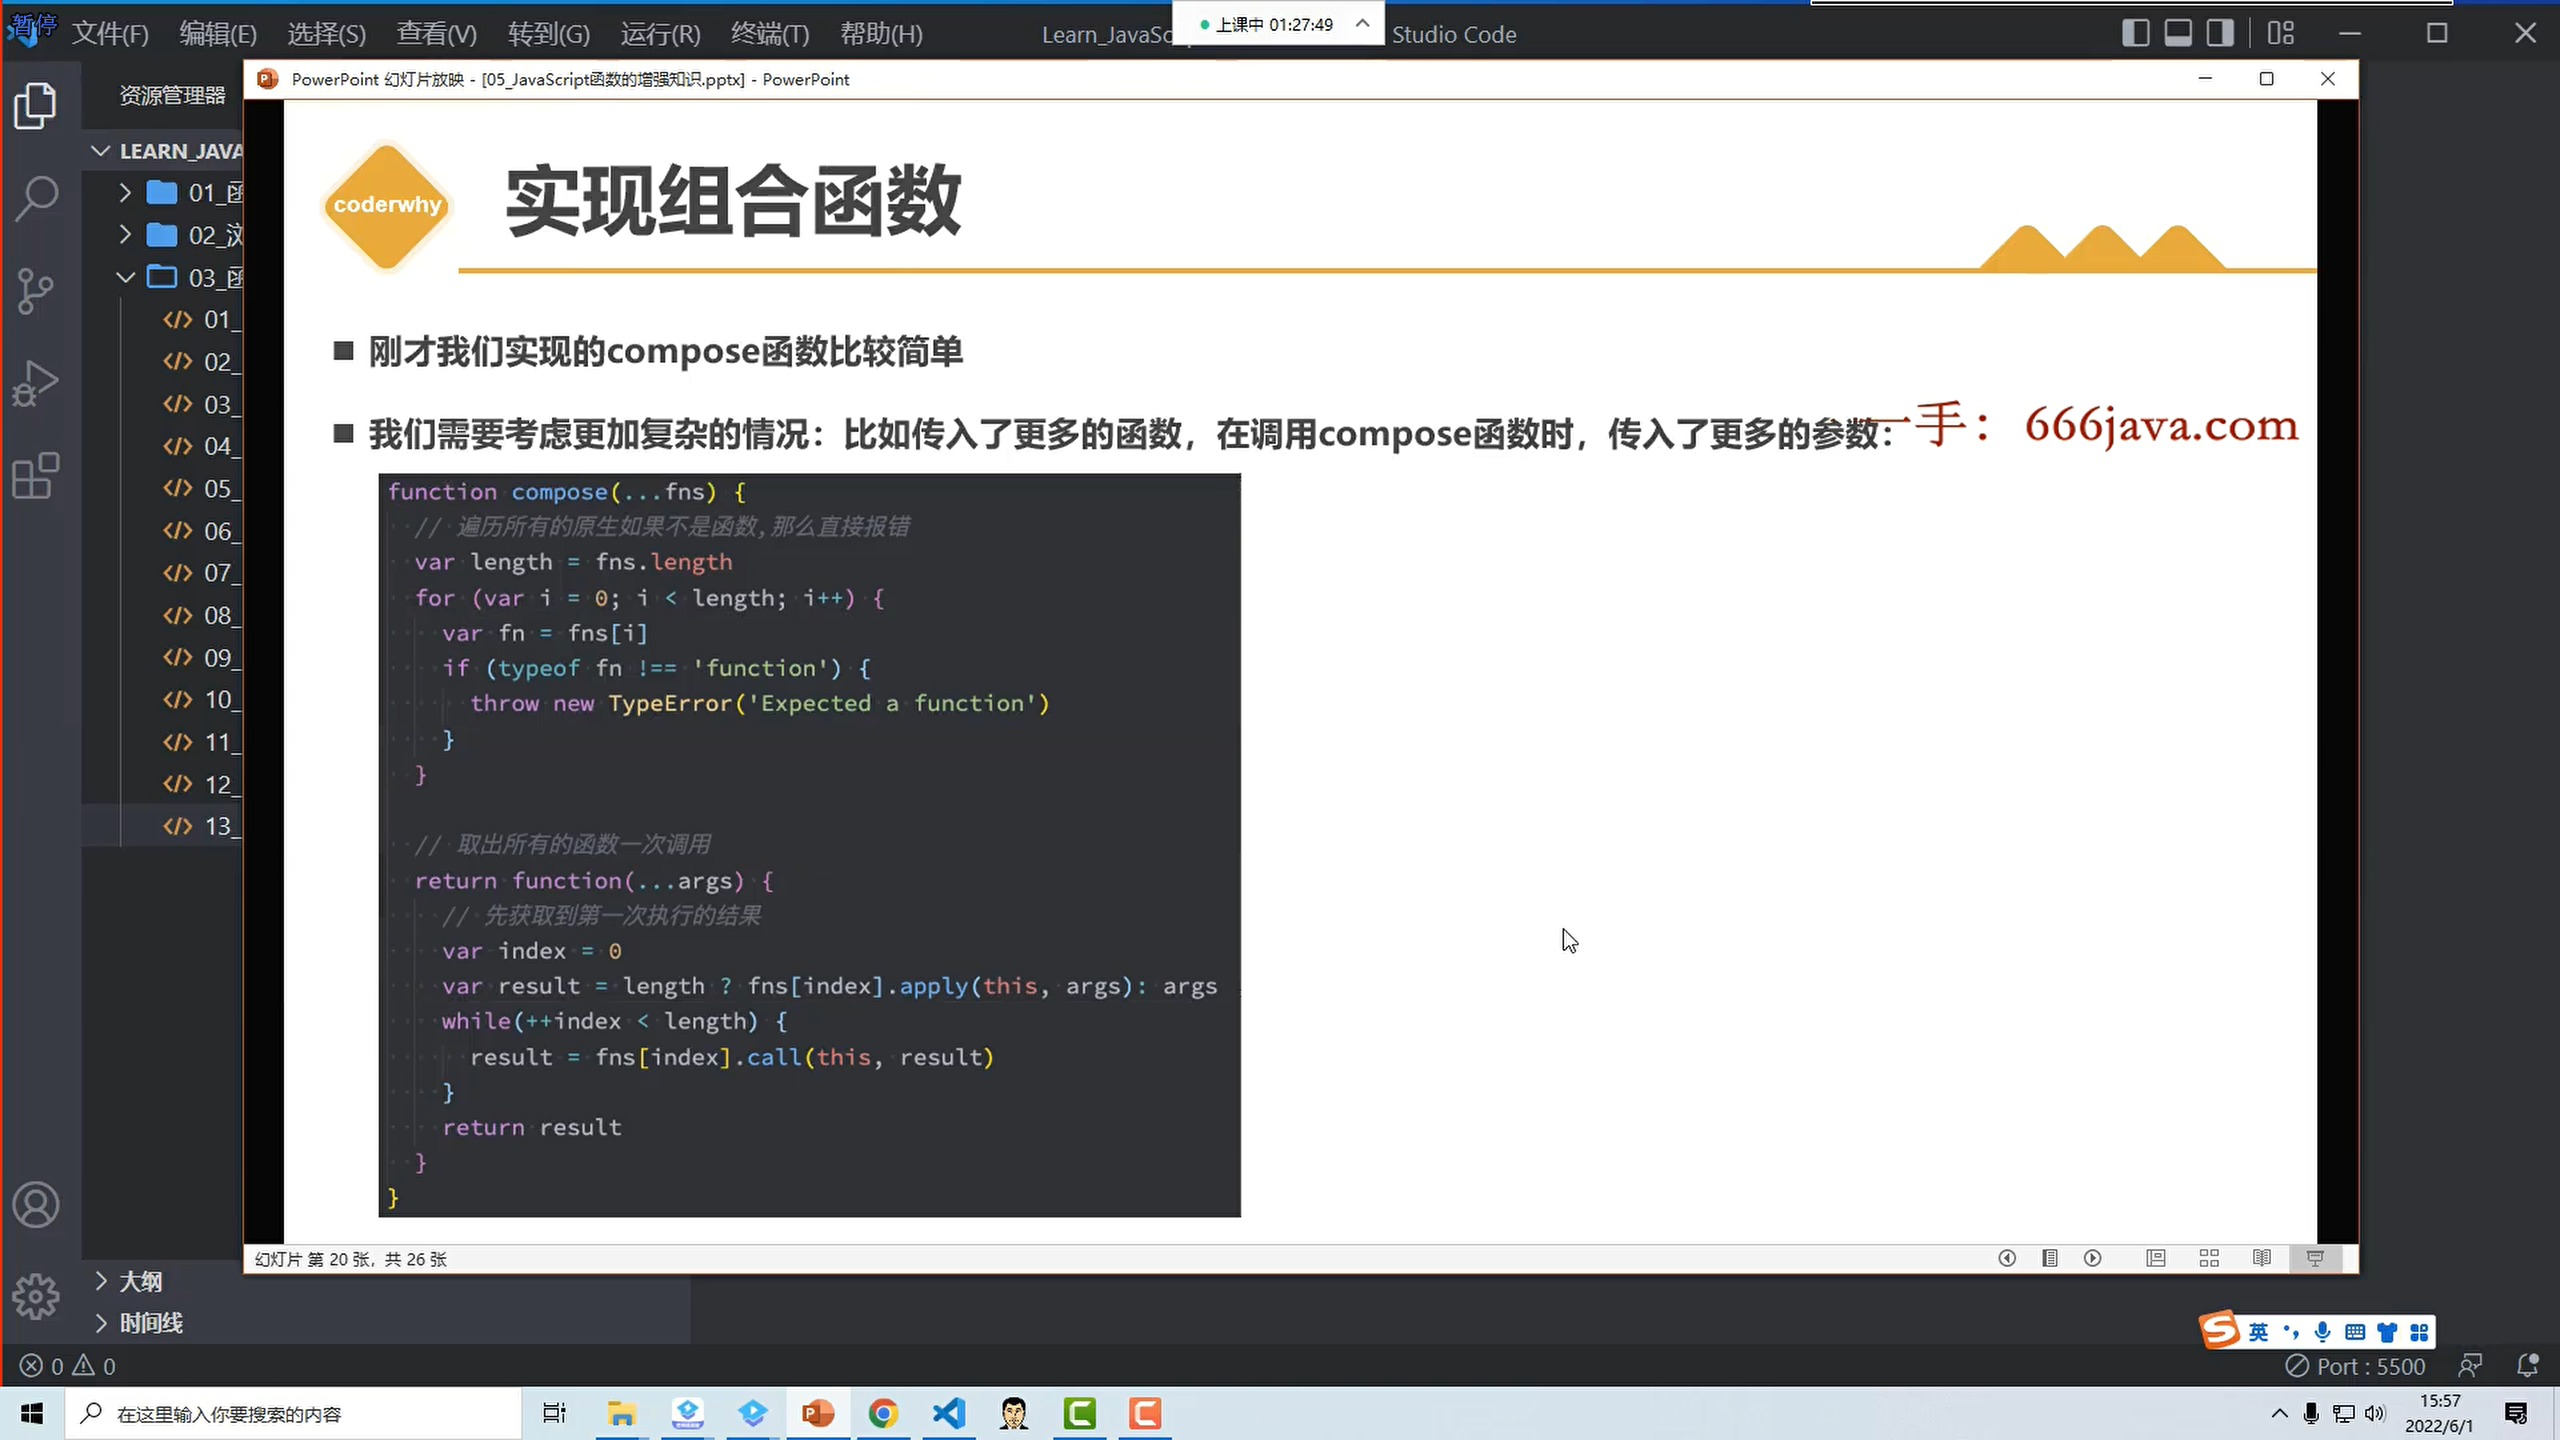 暂停
文件(F) 编辑(E) 选择(S) 查看(V) 转到(G) 运行(R) 终端(T) 帮助(H)
上课中 01:27:49
Studio Code
资源管理器
PowerPoint 幻灯片放映 - [05_JavaScript函数的增强知识.pptx] - PowerPoint
LEARN_JAVA
01_函
02_浏
03_函
01_
02_
03_
04_
05_
06_
07_
08_
09_
10_
11_
12_
13_
coderwhy
实现组合函数
刚才我们实现的compose函数比较简单
我们需要考虑更加复杂的情况：比如传入了更多的函数，在调用compose函数时，传入了更多的参数：
一手： 666java.com
function compose(...fns) {
// 遍历所有的原生如果不是函数,那么直接报错
var length = fns.length
for (var i = 0; i < length; i++) {
var fn = fns[i]
if (typeof fn !== 'function') {
throw new TypeError('Expected a function')
}
}
// 取出所有的函数一次调用
return function(...args) {
// 先获取到第一次执行的结果
var index = 0
var result = length ? fns[index].apply(this, args): args
while(++index < length) {
result = fns[index].call(this, result)
}
return result
}
}
幻灯片 第 20 张，共 26 张
大纲
时间线
英
0 0
Port : 5500
在这里输入你要搜索的内容
15:57
2022/6/1